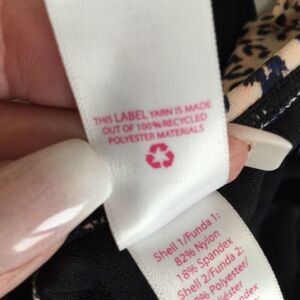 THIS LABEL YARN IS MADE
OUT OF 100% RECYCLED
POLYESTER MATERIALS
Shell 1/Funda 1:
82% Nylon
18% Spandex
Shell 2/Funda 2:
Polyester/